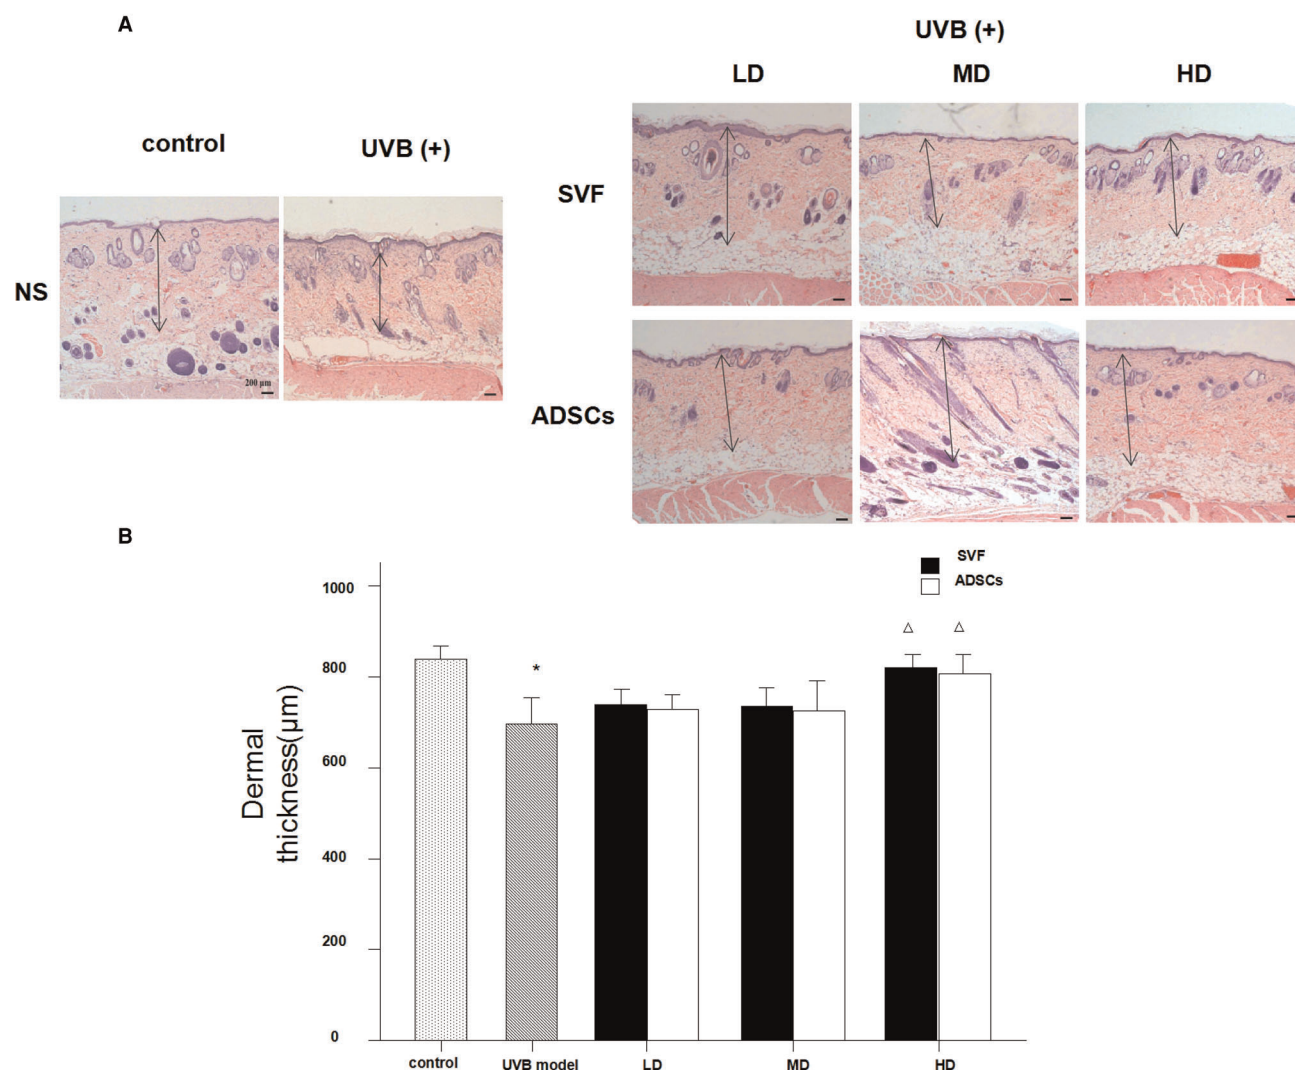 A
UVB (+)
LD MD HD
control UVB (+)
SVF
NS
200 μm
ADSCs
B
SVF
ADSCs
1000
800
600
400
200
0
Dermal
thickness(μm)
△ △
*
control UVB model LD MD HD